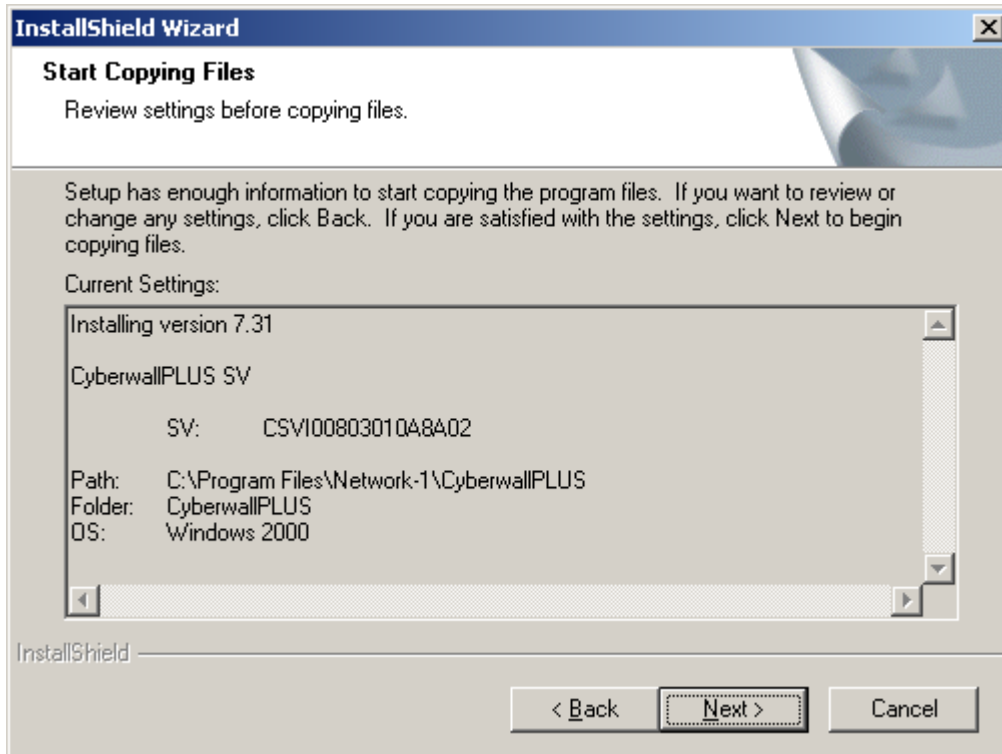 InstallShield Wizard
Start Copying Files
Review settings before copying files.
Setup has enough information to start copying the program files. If you want to review or
change any settings, click Back. If you are satisfied with the settings, click Next to begin
copying files.
Current Settings:
Installing version 7.31
CyberwallPLUS SV
SV: CSVI00803010A8A02
Path: C:\Program Files\Network-1\CyberwallPLUS
Folder: CyberwallPLUS
OS: Windows 2000
InstallShield
< Back Next > Cancel